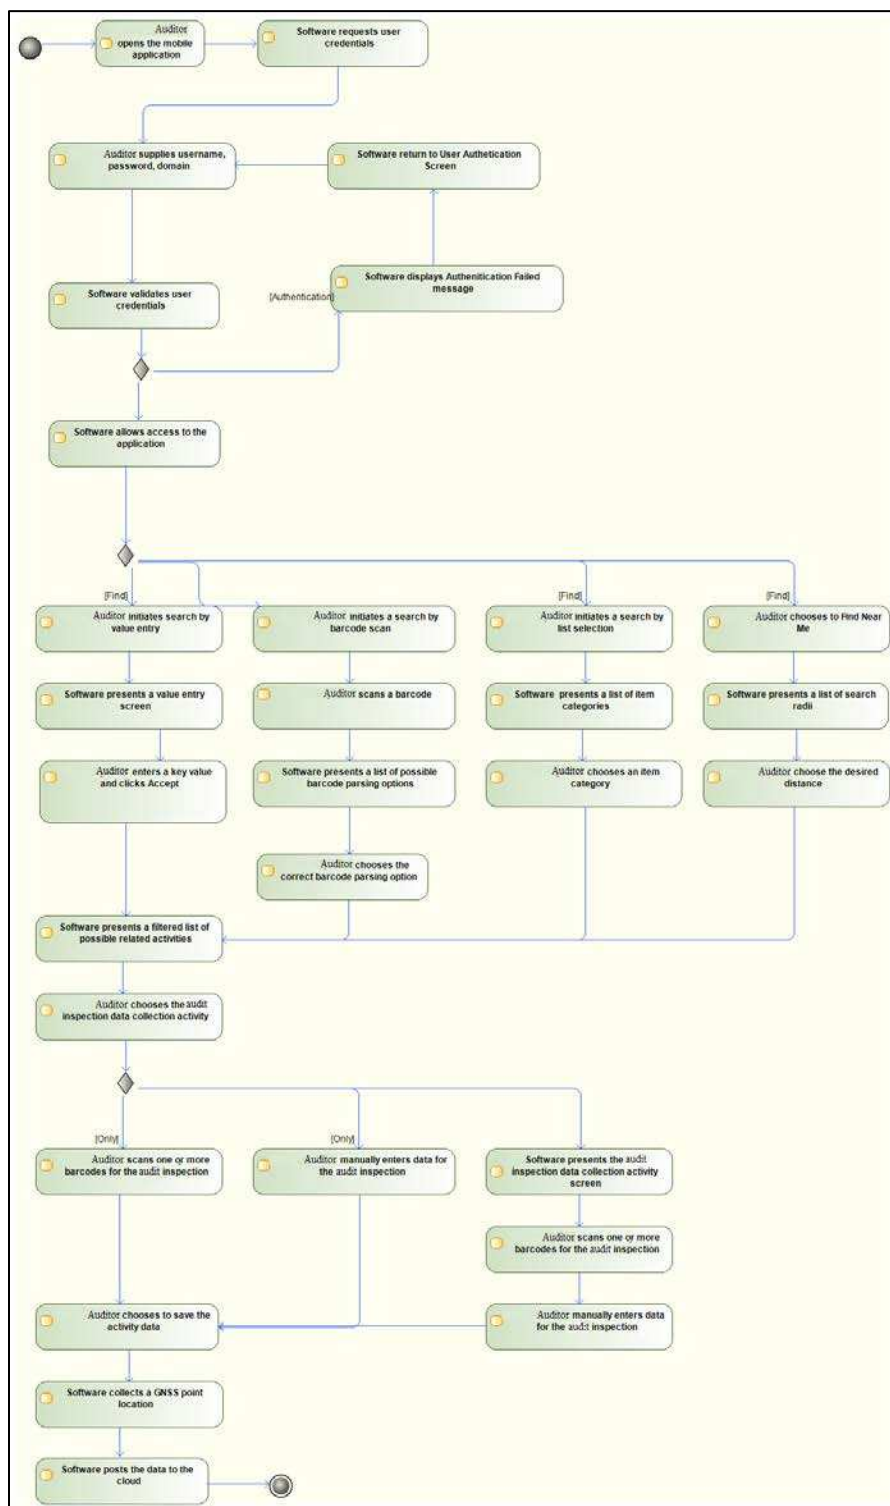 Auditor
opens the mobile
application
Software requests user
credentials
Auditor supplies username,
password, domain
Software return to User Authetication
Screen
Software displays Authenitication Failed
message
[Authentication]
Software validates user
credentials
Software allows access to the
application
[Find]
[Find]
[Find]
Auditor initiates search by
value entry
Auditor initiates a search by
barcode scan
Auditor initiates a search by
list selection
Auditor chooses to Find Near
Me
Software presents a value entry
screen
Auditor scans a barcode
Software presents a list of item
categories
Software presents a list of search
radii
Auditor enters a key value
and clicks Accept
Software presents a list of possible
barcode parsing options
Auditor chooses an item
category
Auditor choose the desired
distance
Auditor chooses the
correct barcode parsing option
Software presents a filtered list of
possible related activities
Auditor chooses the audit
inspection data collection activity
[Only]
[Only]
Auditor scans one or more
barcodes for the audit inspection
Auditor manually enters data for
the audit inspection
Software presents the audit
inspection data collection activity
screen
Auditor scans one or more
barcodes for the audit inspection
Auditor chooses to save the
activity data
Auditor manually enters data
for the audit inspection
Software collects a GNSS point
location
Software posts the data to the
cloud